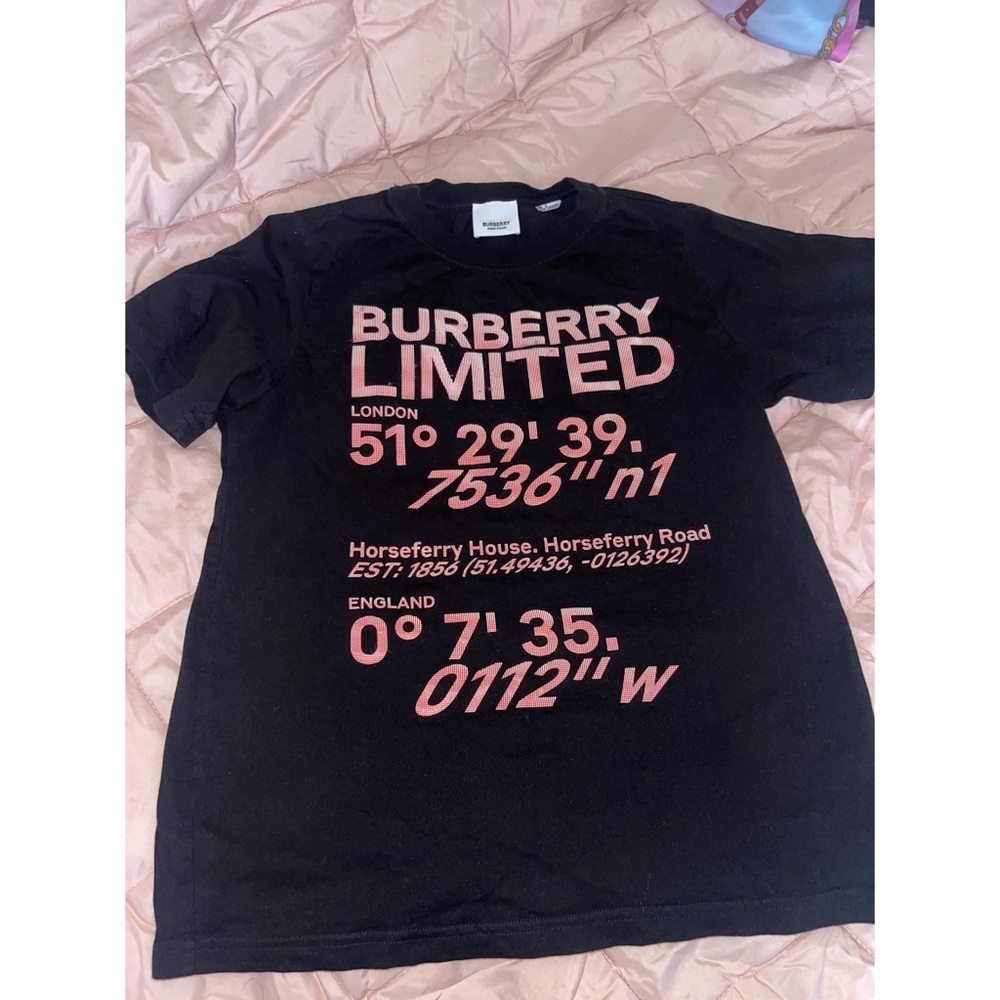 BURBERRY
BURBERRY
LIMITED
LONDON
51° 29' 39.
7536" n1
Horseferry House. Horseferry Road
EST: 1856 (51.49436, -0126392)
ENGLAND
0° 7' 35.
0112" w